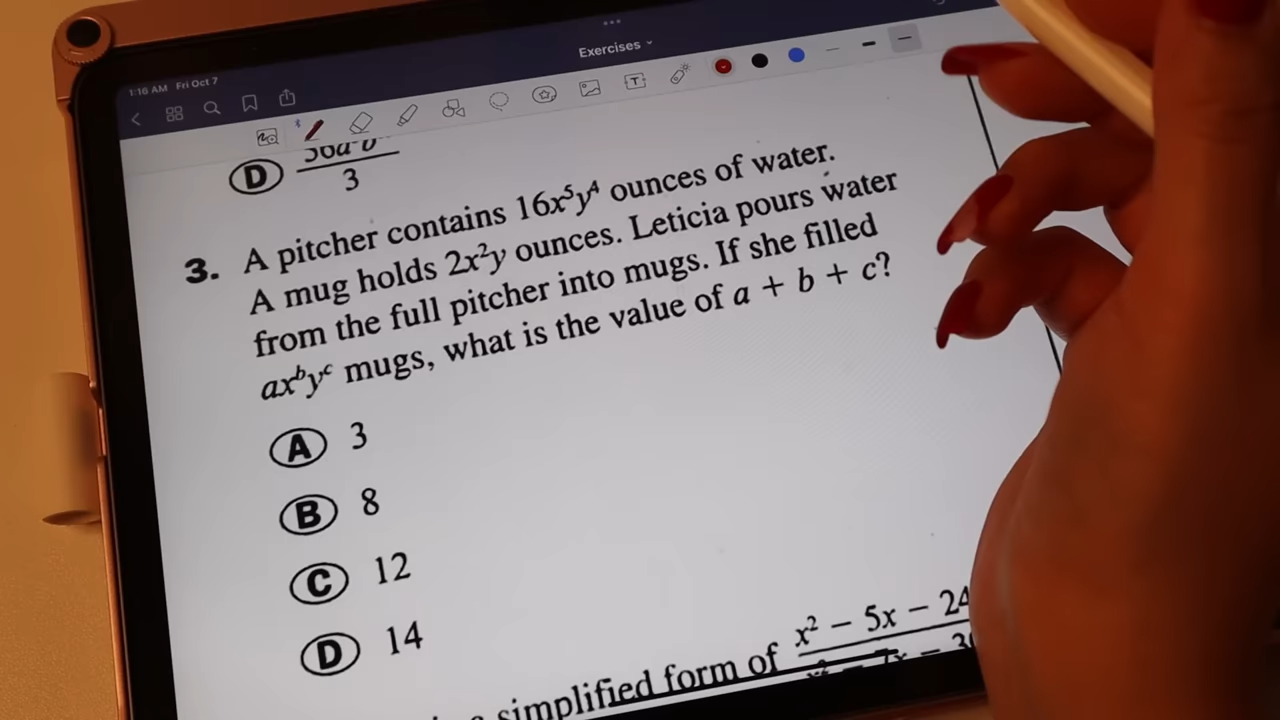 1:16 AM Fri Oct 7
Exercises
T
D
3
3. A pitcher contains 16x⁵y⁴ ounces of water.
A mug holds 2x²y ounces. Leticia pours water
from the full pitcher into mugs. If she filled
axᵇyᶜ mugs, what is the value of a + b + c?
A 3
B 8
C 12
D 14
simplified form of x² − 5x − 24